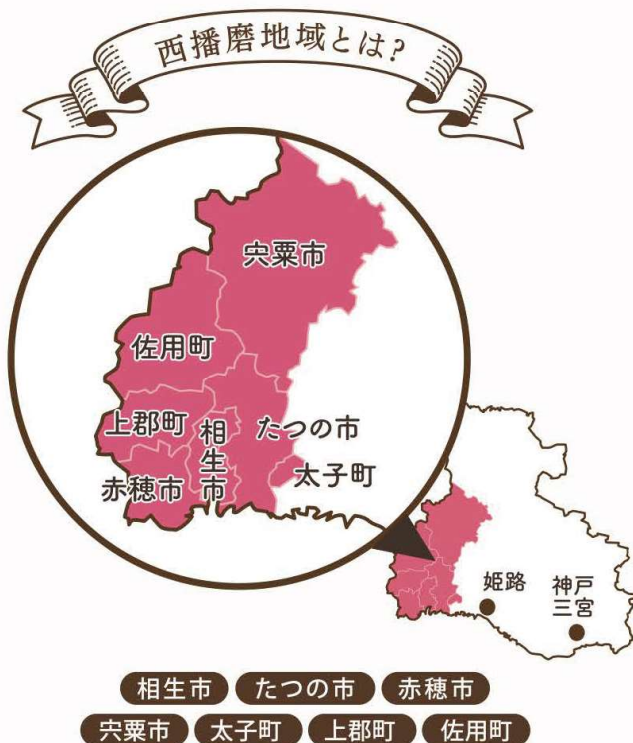 西播磨地域とは?
宍粟市
佐用町
上郡町
相生市
たつの市
赤穂市
太子町
姫路
神戸
三宮
相生市 たつの市 赤穂市
宍粟市 太子町 上郡町 佐用町